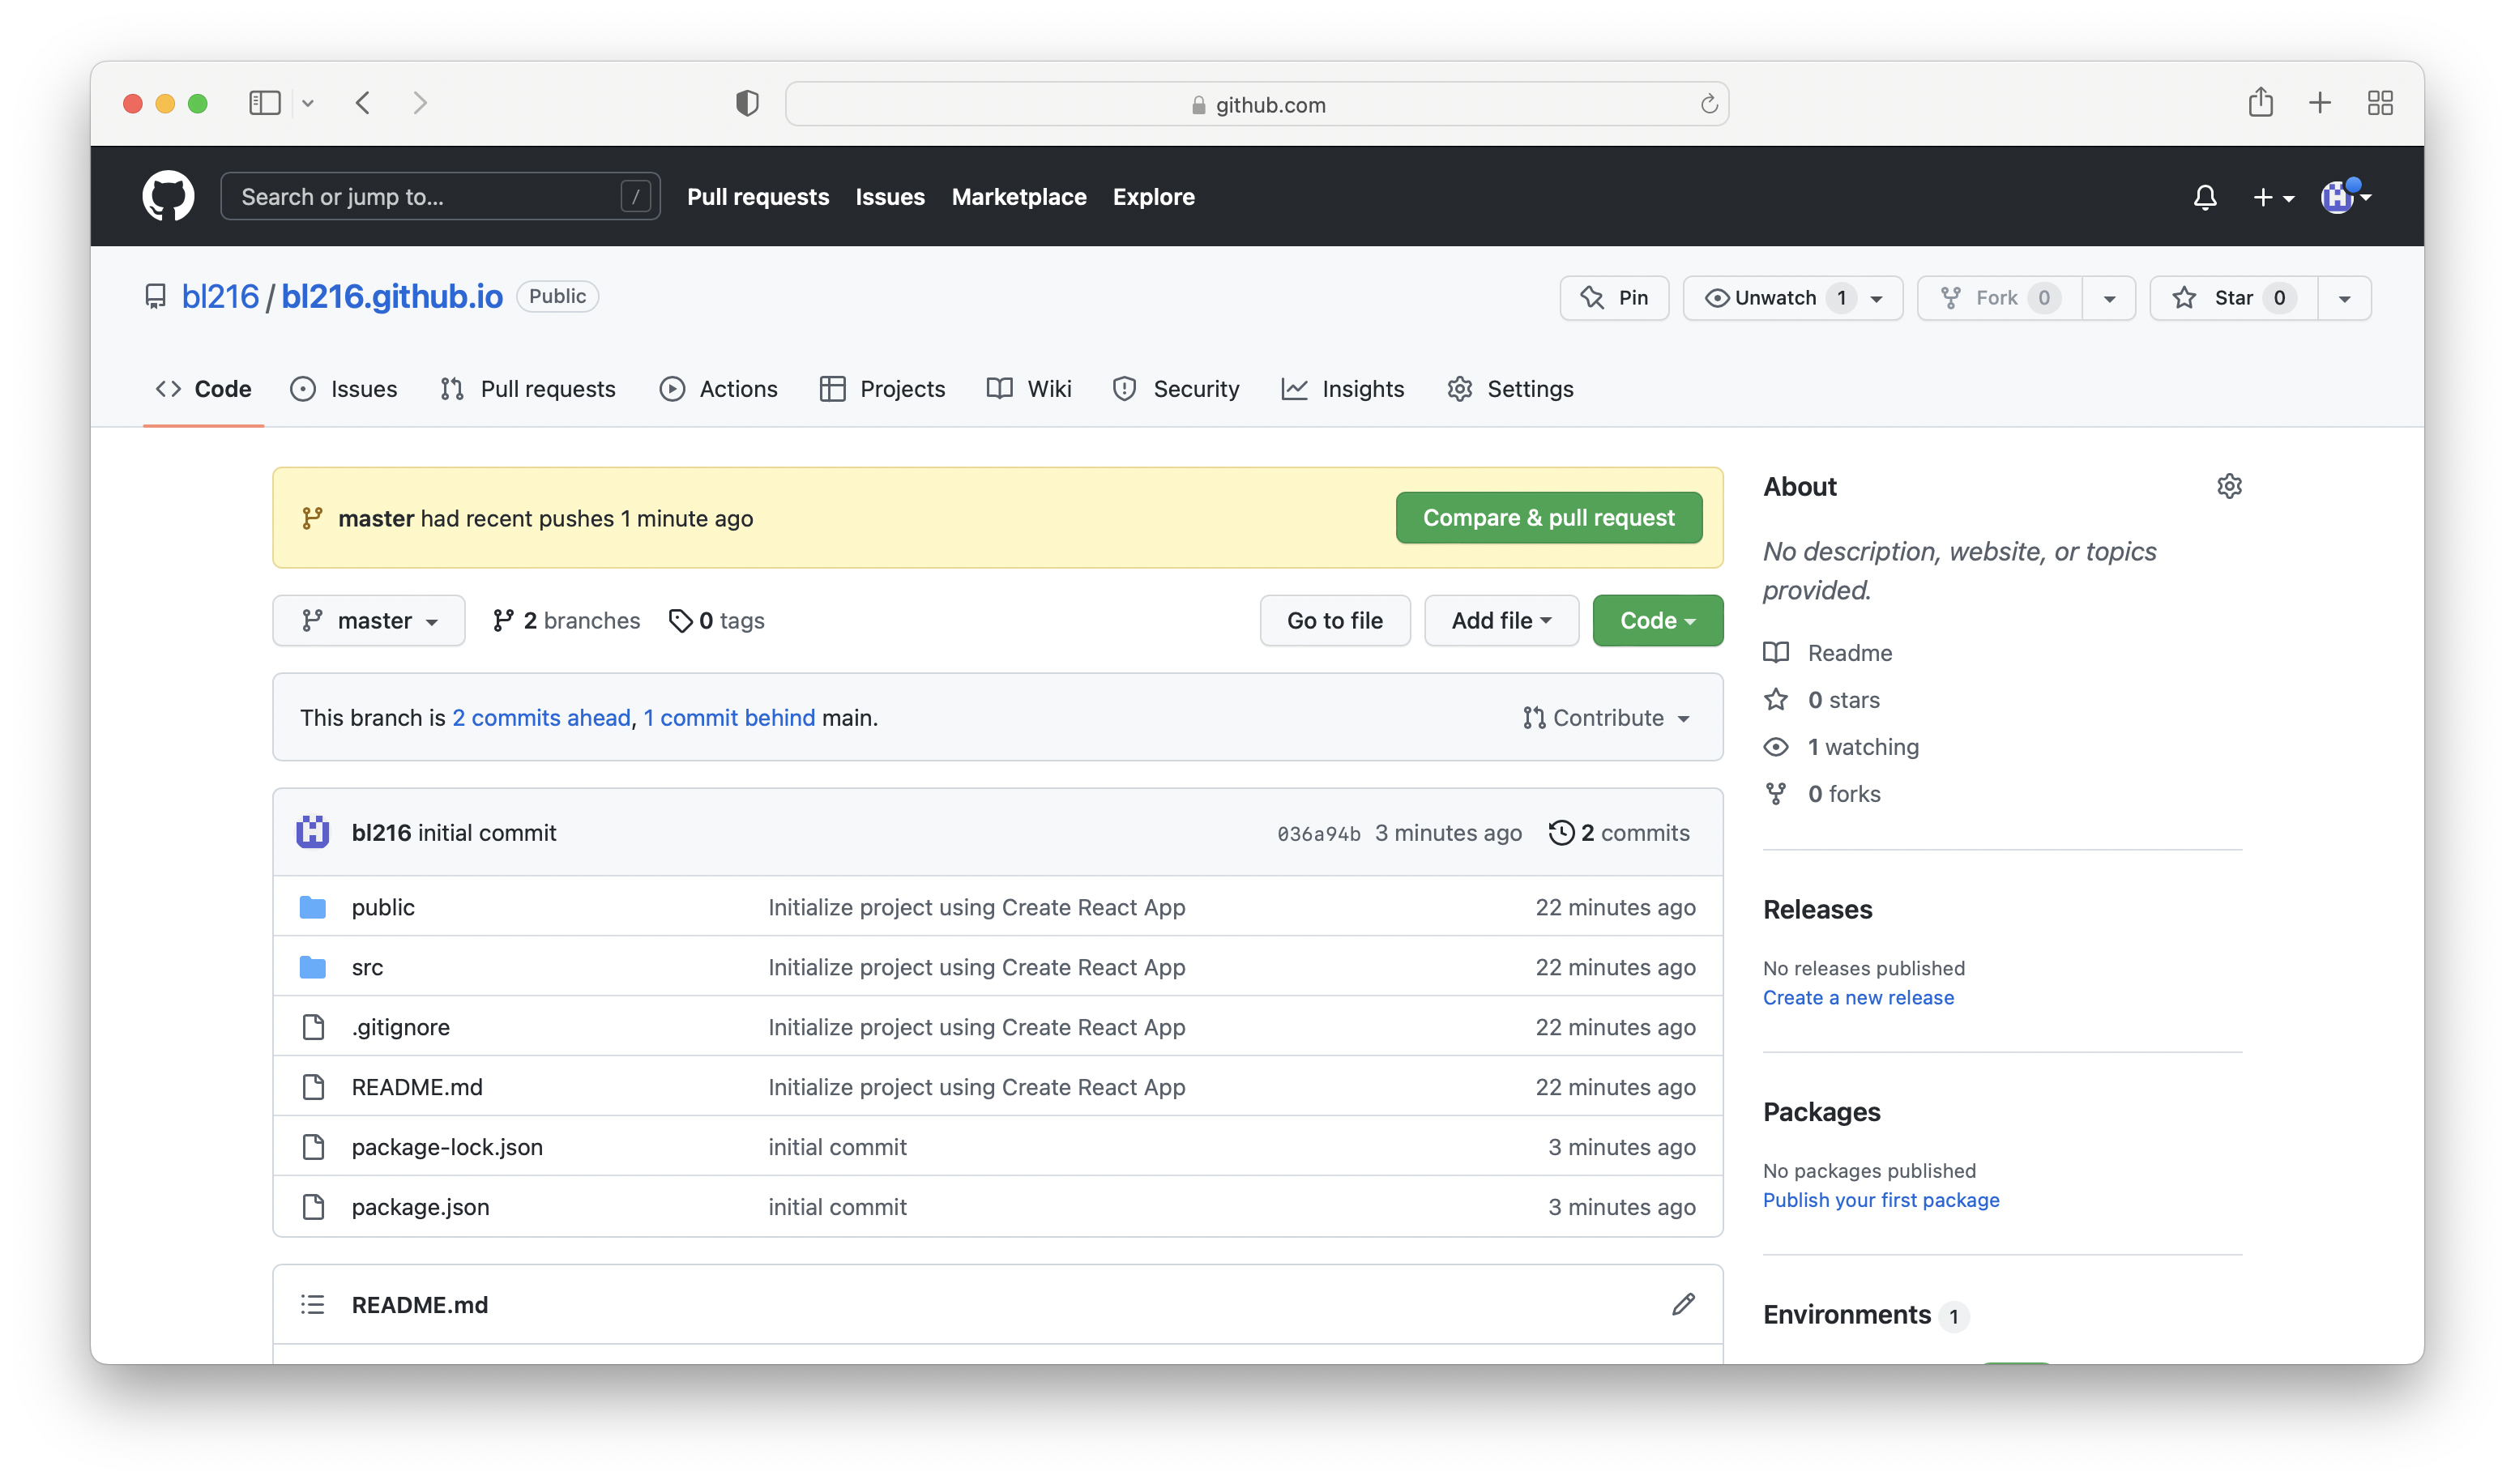 github.com
Search or jump to... /
Pull requests Issues Marketplace Explore
bl216 / bl216.github.io Public
Pin Unwatch 1 Fork 0 Star 0
Code Issues Pull requests Actions Projects Wiki Security Insights Settings
master had recent pushes 1 minute ago Compare & pull request
master 2 branches 0 tags Go to file Add file Code
This branch is 2 commits ahead, 1 commit behind main. Contribute
bl216 initial commit 036a94b 3 minutes ago 2 commits
public Initialize project using Create React App 22 minutes ago
src Initialize project using Create React App 22 minutes ago
.gitignore Initialize project using Create React App 22 minutes ago
README.md Initialize project using Create React App 22 minutes ago
package-lock.json initial commit 3 minutes ago
package.json initial commit 3 minutes ago
README.md
About
No description, website, or topics
provided.
Readme
0 stars
1 watching
0 forks
Releases
No releases published
Create a new release
Packages
No packages published
Publish your first package
Environments 1